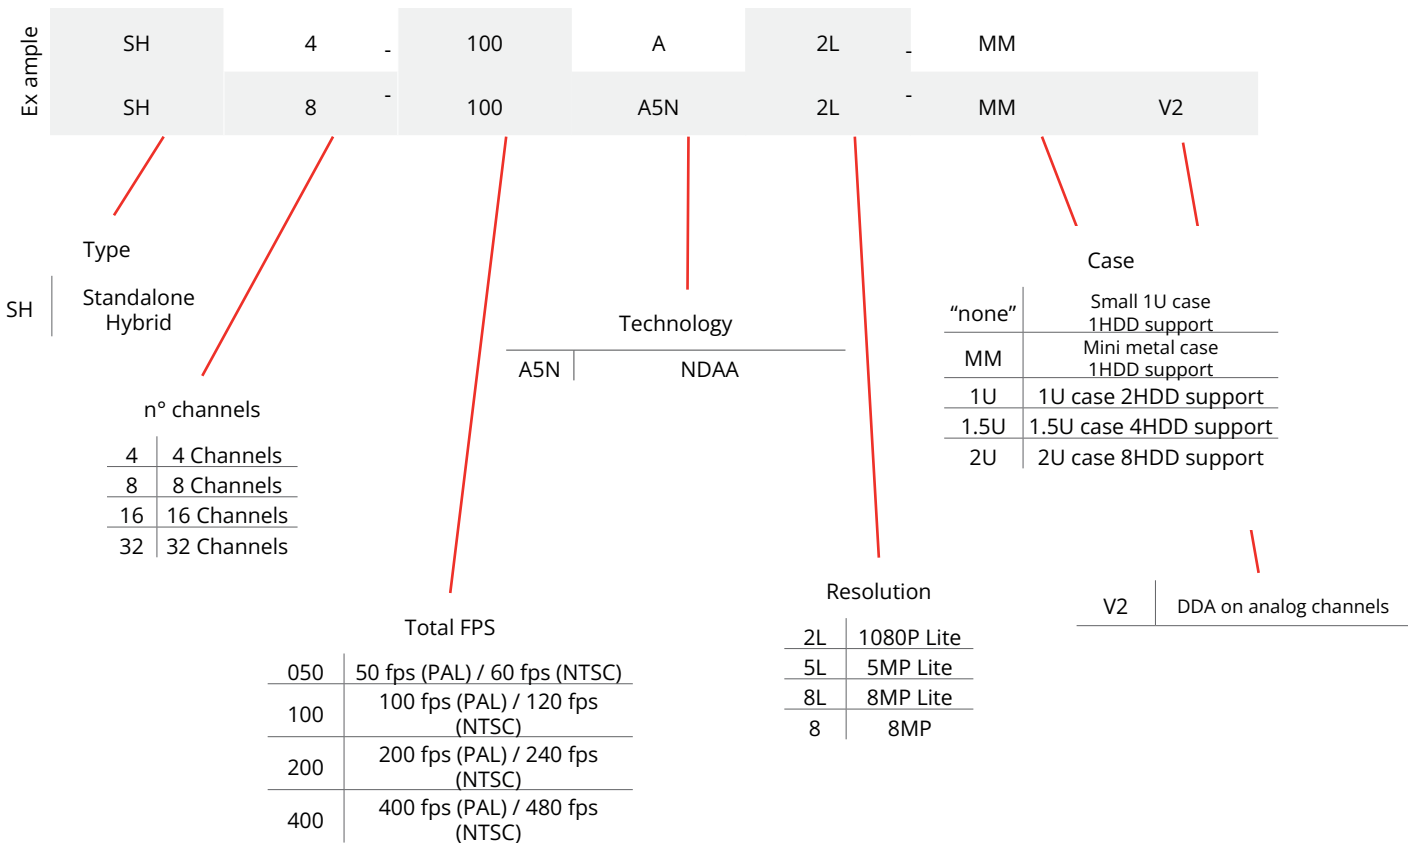 Ex ample
SH 4 - 100 A 2L - MM
SH 8 - 100 A5N 2L - MM V2
Type
SH Standalone
Hybrid
n° channels
4 4 Channels
8 8 Channels
16 16 Channels
32 32 Channels
Total FPS
050 50 fps (PAL) / 60 fps (NTSC)
100 100 fps (PAL) / 120 fps
(NTSC)
200 200 fps (PAL) / 240 fps
(NTSC)
400 400 fps (PAL) / 480 fps
(NTSC)
Technology
A5N NDAA
Resolution
2L 1080P Lite
5L 5MP Lite
8L 8MP Lite
8 8MP
Case
“none” Small 1U case
1HDD support
MM Mini metal case
1HDD support
1U 1U case 2HDD support
1.5U 1.5U case 4HDD support
2U 2U case 8HDD support
V2 DDA on analog channels